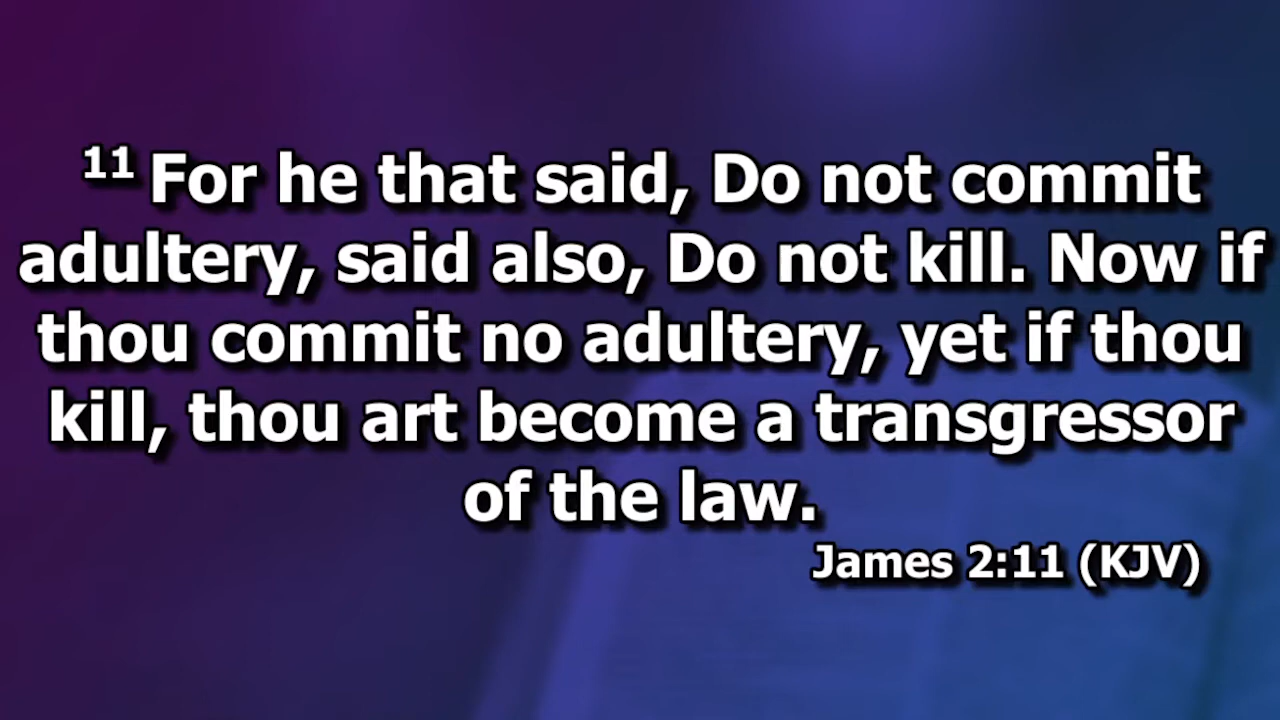 11 For he that said, Do not commit
adultery, said also, Do not kill. Now if
thou commit no adultery, yet if thou
kill, thou art become a transgressor
of the law.
James 2:11 (KJV)